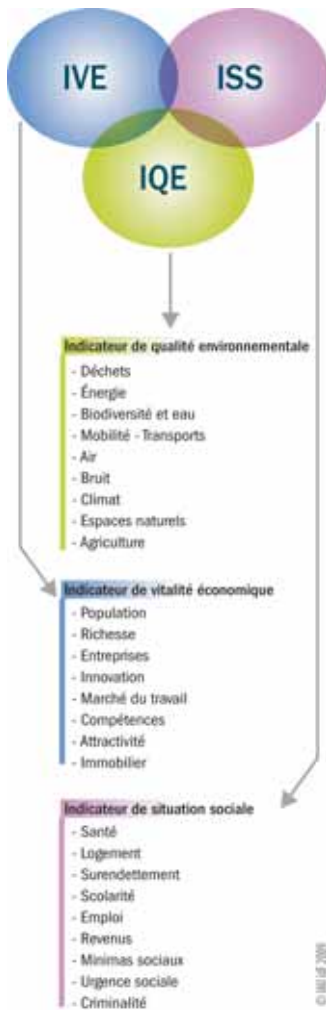 IVE
ISS
IQE
Indicateur de qualité environnementale
- Déchets
- Énergie
- Biodiversité et eau
- Mobilité - Transports
- Air
- Bruit
- Climat
- Espaces naturels
- Agriculture
Indicateur de vitalité économique
- Population
- Richesse
- Entreprises
- Innovation
- Marché du travail
- Compétences
- Attractivité
- Immobilier
Indicateur de situation sociale
- Santé
- Logement
- Surendettement
- Scolarité
- Emploi
- Revenus
- Minimas sociaux
- Urgence sociale
- Criminalité